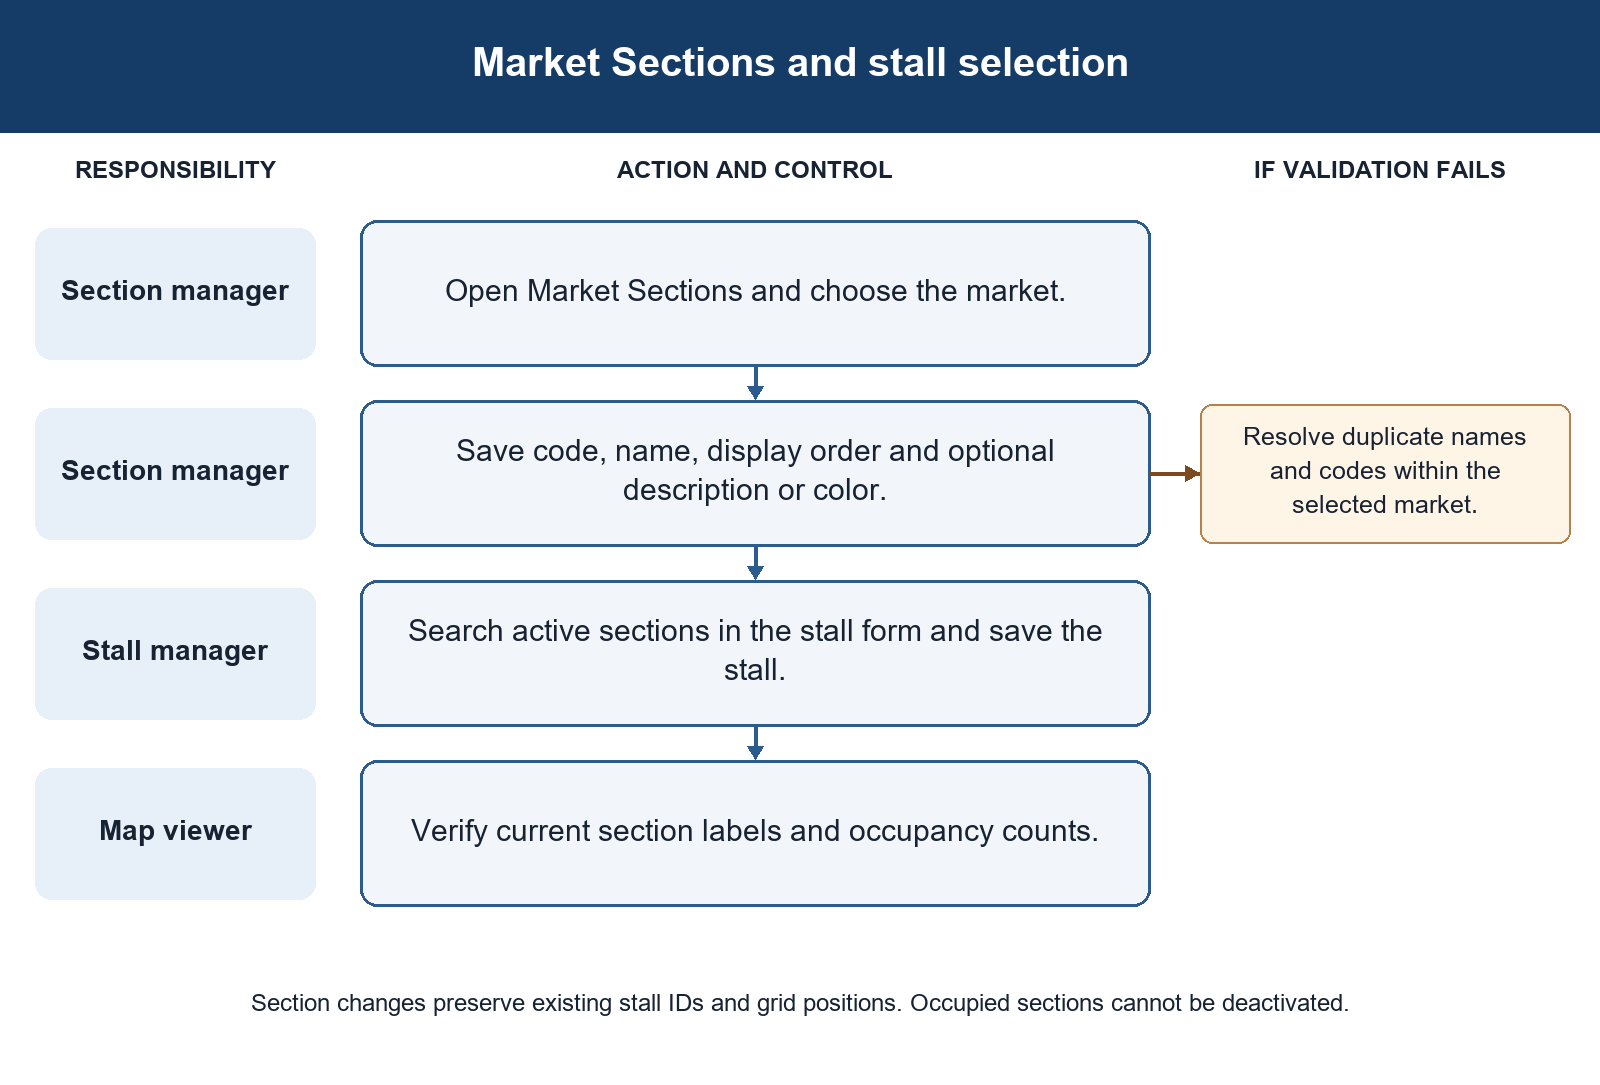 Market Sections and stall selection
RESPONSIBILITY
ACTION AND CONTROL
IF VALIDATION FAILS
Section manager
Open Market Sections and choose the market.
Section manager
Save code, name, display order and optional
description or color.
Resolve duplicate names
and codes within the
selected market.
Stall manager
Search active sections in the stall form and save the
stall.
Map viewer
Verify current section labels and occupancy counts.
Section changes preserve existing stall IDs and grid positions. Occupied sections cannot be deactivated.